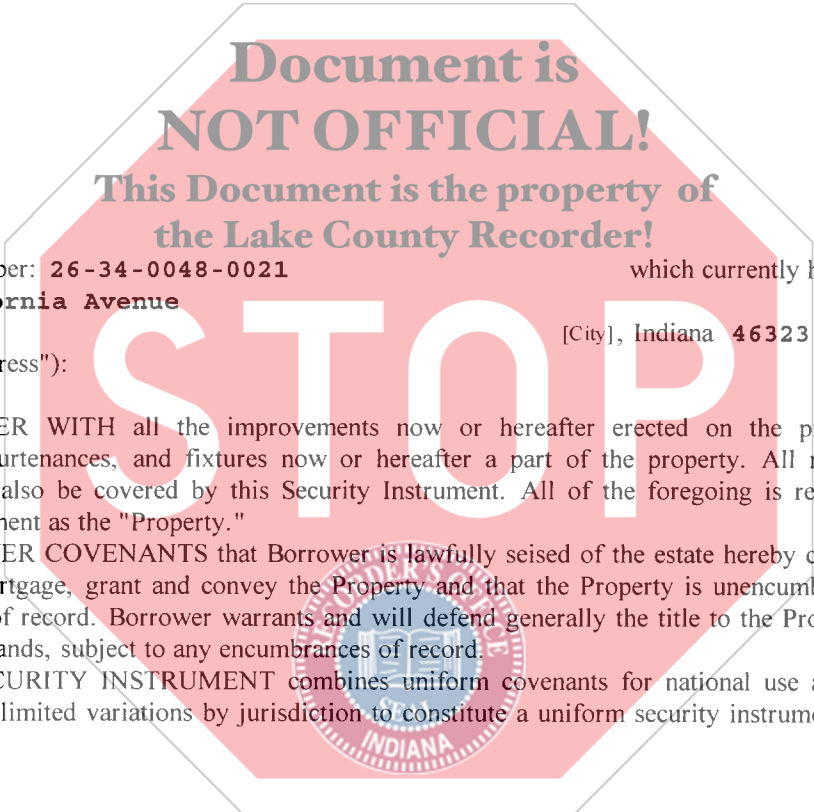 Document is
NOT OFFICIAL!
This Document is the property of
the Lake County Recorder!
ber: 26-34-0048-0021 which currently h
ornia Avenue
[City], Indiana 46323
ress"):
STOP
ER WITH all the improvements now or hereafter erected on the p
urtenances, and fixtures now or hereafter a part of the property. All r
also be covered by this Security Instrument. All of the foregoing is re
ent as the "Property."
ER COVENANTS that Borrower is lawfully seised of the estate hereby c
rtgage, grant and convey the Property and that the Property is unencumb
of record. Borrower warrants and will defend generally the title to the Pro
ands, subject to any encumbrances of record.
CURITY INSTRUMENT combines uniform covenants for national use a
limited variations by jurisdiction to constitute a uniform security instrume
RECORDER'S OFFICE
SEAL
INDIANA